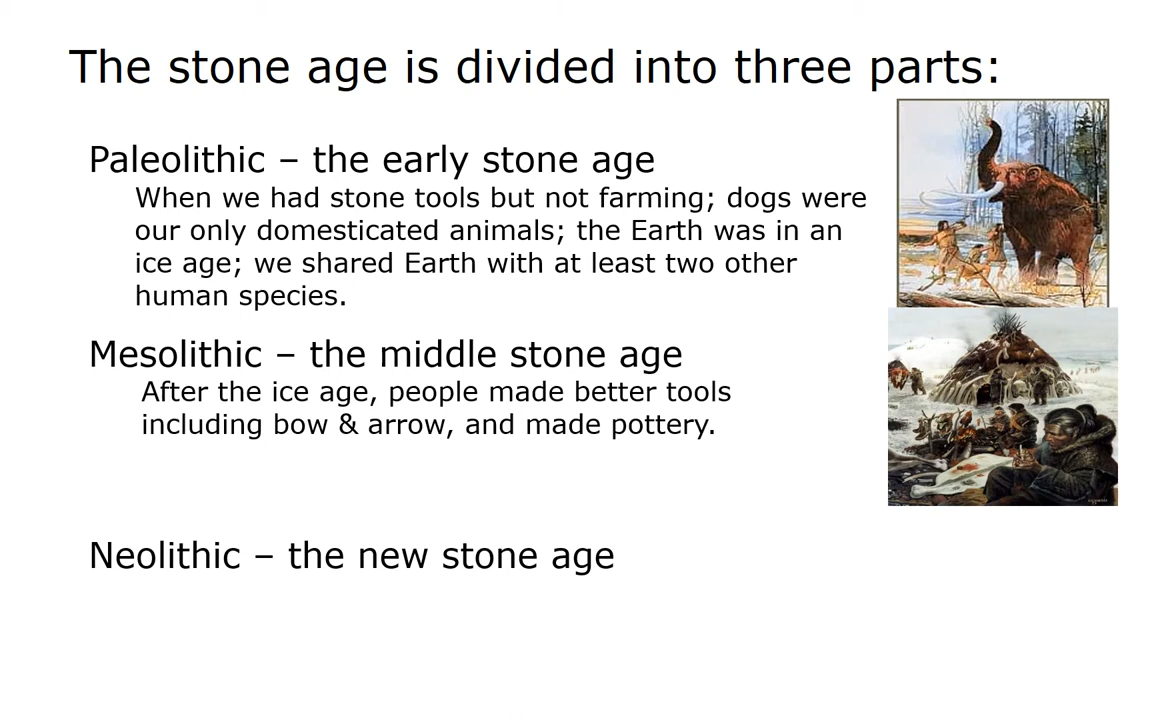 The stone age is divided into three parts:
Paleolithic – the early stone age
When we had stone tools but not farming; dogs were
our only domesticated animals; the Earth was in an
ice age; we shared Earth with at least two other
human species.
Mesolithic – the middle stone age
After the ice age, people made better tools
including bow & arrow, and made pottery.
Neolithic – the new stone age